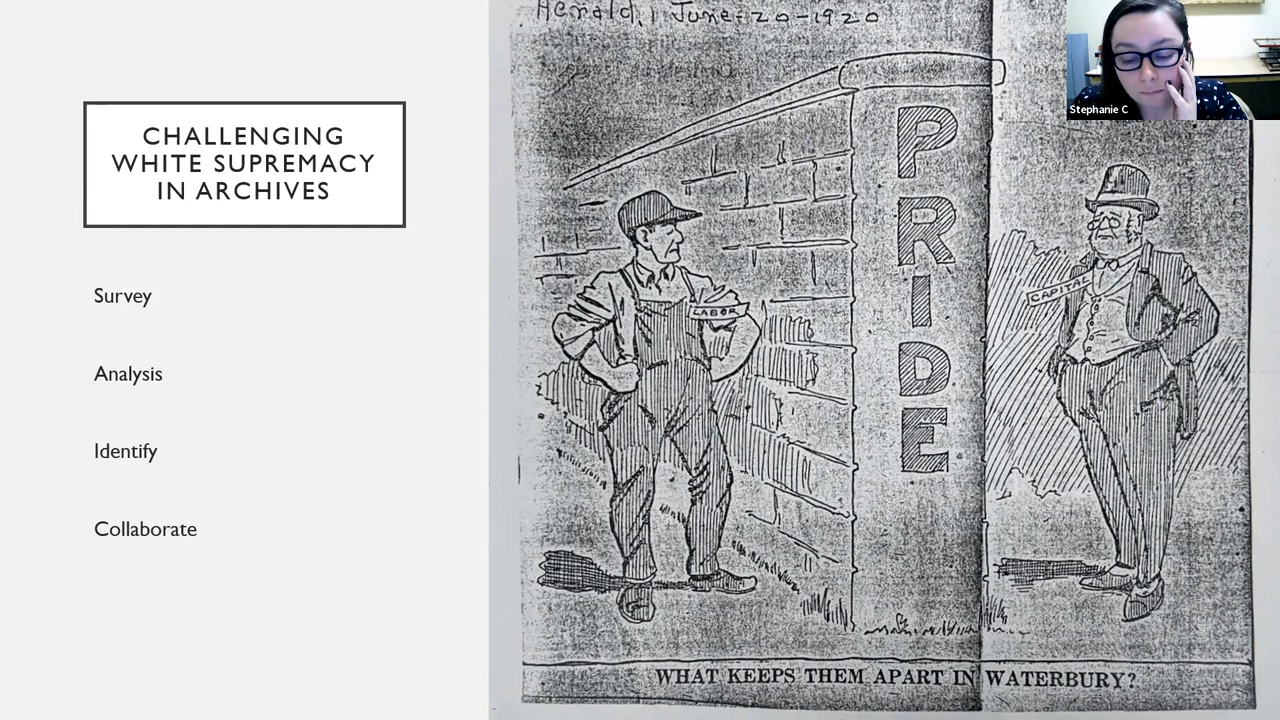 CHALLENGING
WHITE SUPREMACY
IN ARCHIVES
Survey
Analysis
Identify
Collaborate
Herald, June-20-1920
PRIDE
LABOR
CAPITAL
WHAT KEEPS THEM APART IN WATERBURY?
Stephanie C